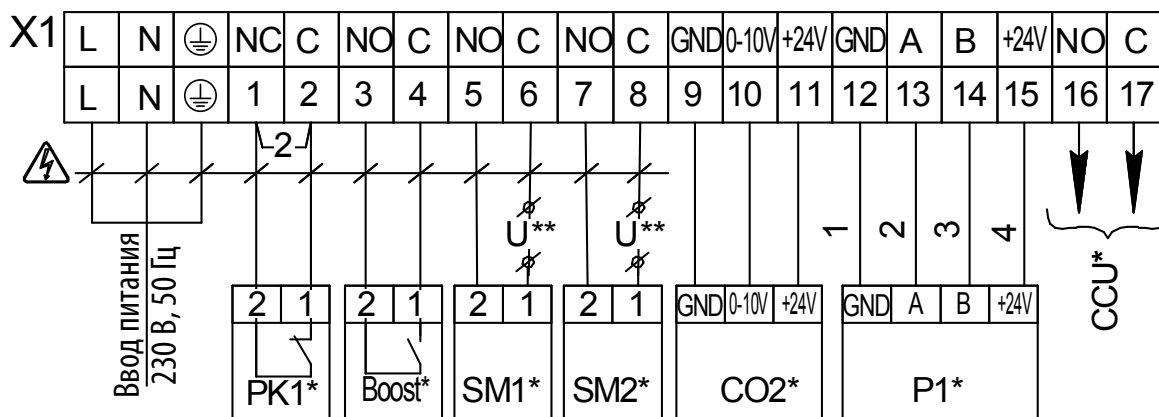 X1 L N NC C NO C NO C NO C GND 0-10V +24V GND A B +24V NO C
L N 1 2 3 4 5 6 7 8 9 10 11 12 13 14 15 16 17
2
U** U**
1 2 3 4
Ввод питания
230 В, 50 Гц
2 1 2 1 2 1 2 1 GND 0-10V +24V GND A B +24V
PK1* Boost* SM1* SM2* CO2* P1*
CCU*